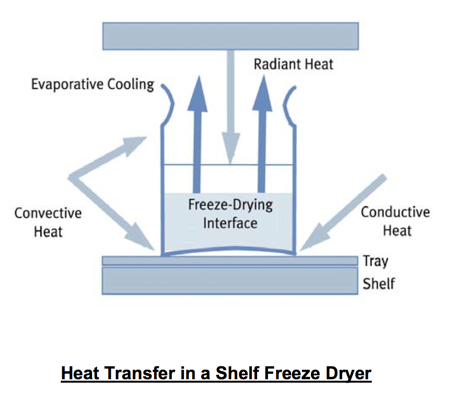 Radiant Heat
Evaporative Cooling
Freeze-Drying
Interface
Convective
Heat
Conductive
Heat
Tray
Shelf
Heat Transfer in a Shelf Freeze Dryer